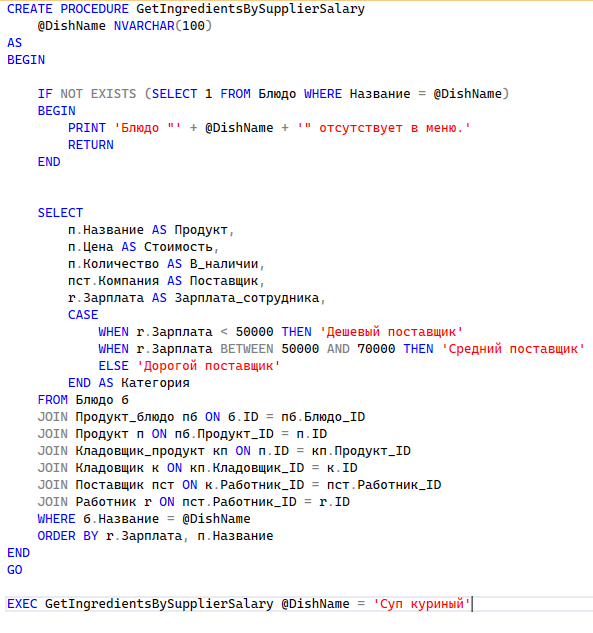 CREATE PROCEDURE GetIngredientsBySupplierSalary
    @DishName NVARCHAR(100)
AS
BEGIN
    IF NOT EXISTS (SELECT 1 FROM Блюдо WHERE Название = @DishName)
    BEGIN
        PRINT 'Блюдо "' + @DishName + '" отсутствует в меню.'
        RETURN
    END
    SELECT
        п.Название AS Продукт,
        п.Цена AS Стоимость,
        п.Количество AS В_наличии,
        пст.Компания AS Поставщик,
        r.Зарплата AS Зарплата_сотрудника,
        CASE
            WHEN r.Зарплата < 50000 THEN 'Дешевый поставщик'
            WHEN r.Зарплата BETWEEN 50000 AND 70000 THEN 'Средний поставщик'
            ELSE 'Дорогой поставщик'
        END AS Категория
    FROM Блюдо б
    JOIN Продукт_блюдо пб ON б.ID = пб.Блюдо_ID
    JOIN Продукт п ON пб.Продукт_ID = п.ID
    JOIN Кладовщик_продукт кп ON п.ID = кп.Продукт_ID
    JOIN Кладовщик к ON кп.Кладовщик_ID = к.ID
    JOIN Поставщик пст ON к.Работник_ID = пст.Работник_ID
    JOIN Работник r ON пст.Работник_ID = r.ID
    WHERE б.Название = @DishName
    ORDER BY r.Зарплата, п.Название
END
GO
EXEC GetIngredientsBySupplierSalary @DishName = 'Суп куриный'